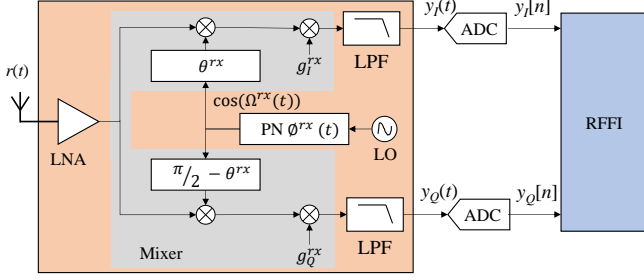 r(t)
LNA
θ^rx
g_I^rx
LPF
y_I(t)
ADC
y_I[n]
cos(Ω^rx(t))
PN ∅^rx(t)
LO
π/2 − θ^rx
Mixer
g_Q^rx
LPF
y_Q(t)
ADC
y_Q[n]
RFFI